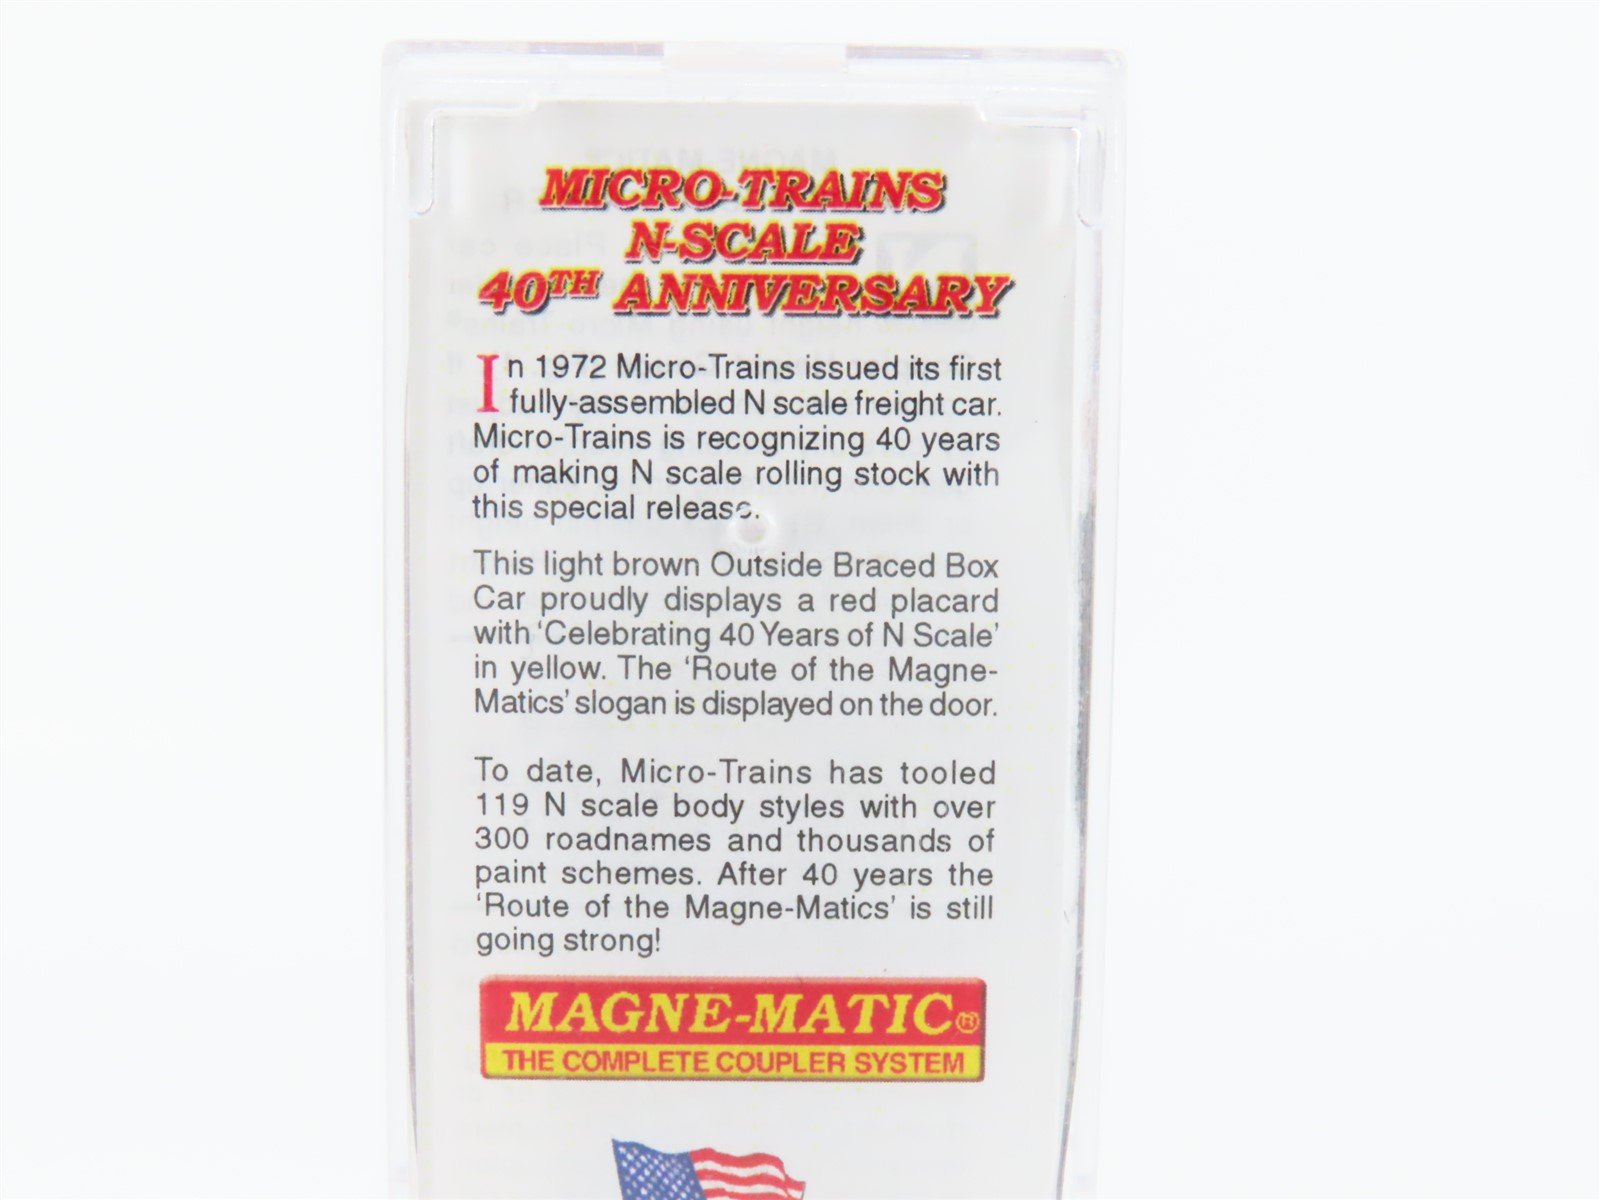 MICRO-TRAINS
N-SCALE
40TH ANNIVERSARY
In 1972 Micro-Trains issued its first
fully-assembled N scale freight car.
Micro-Trains is recognizing 40 years
of making N scale rolling stock with
this special release.
This light brown Outside Braced Box
Car proudly displays a red placard
with 'Celebrating 40 Years of N Scale'
in yellow. The 'Route of the Magne-
Matics' slogan is displayed on the door.
To date, Micro-Trains has tooled
119 N scale body styles with over
300 roadnames and thousands of
paint schemes. After 40 years the
'Route of the Magne-Matics' is still
going strong!
MAGNE-MATIC®
THE COMPLETE COUPLER SYSTEM